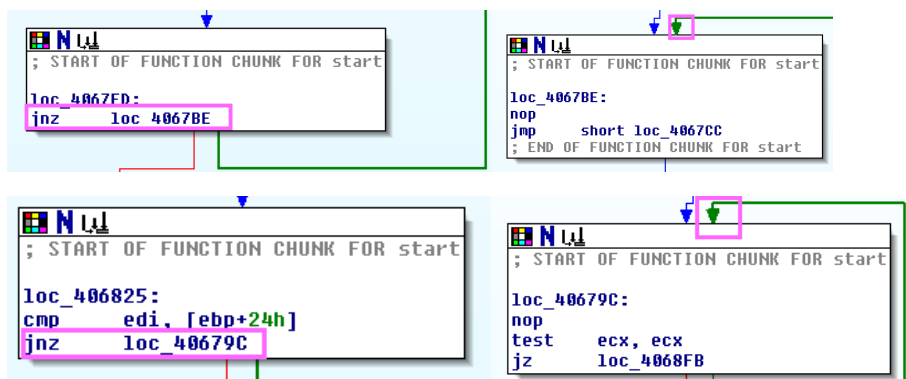 ; START OF FUNCTION CHUNK FOR start
loc_4067FD:
jnz loc_4067BE
; START OF FUNCTION CHUNK FOR start
loc_4067BE:
nop
jmp short loc_4067CC
; END OF FUNCTION CHUNK FOR start
; START OF FUNCTION CHUNK FOR start
loc_406825:
cmp edi, [ebp+24h]
jnz loc_40679C
; START OF FUNCTION CHUNK FOR start
loc_40679C:
nop
test ecx, ecx
jz loc_4068FB